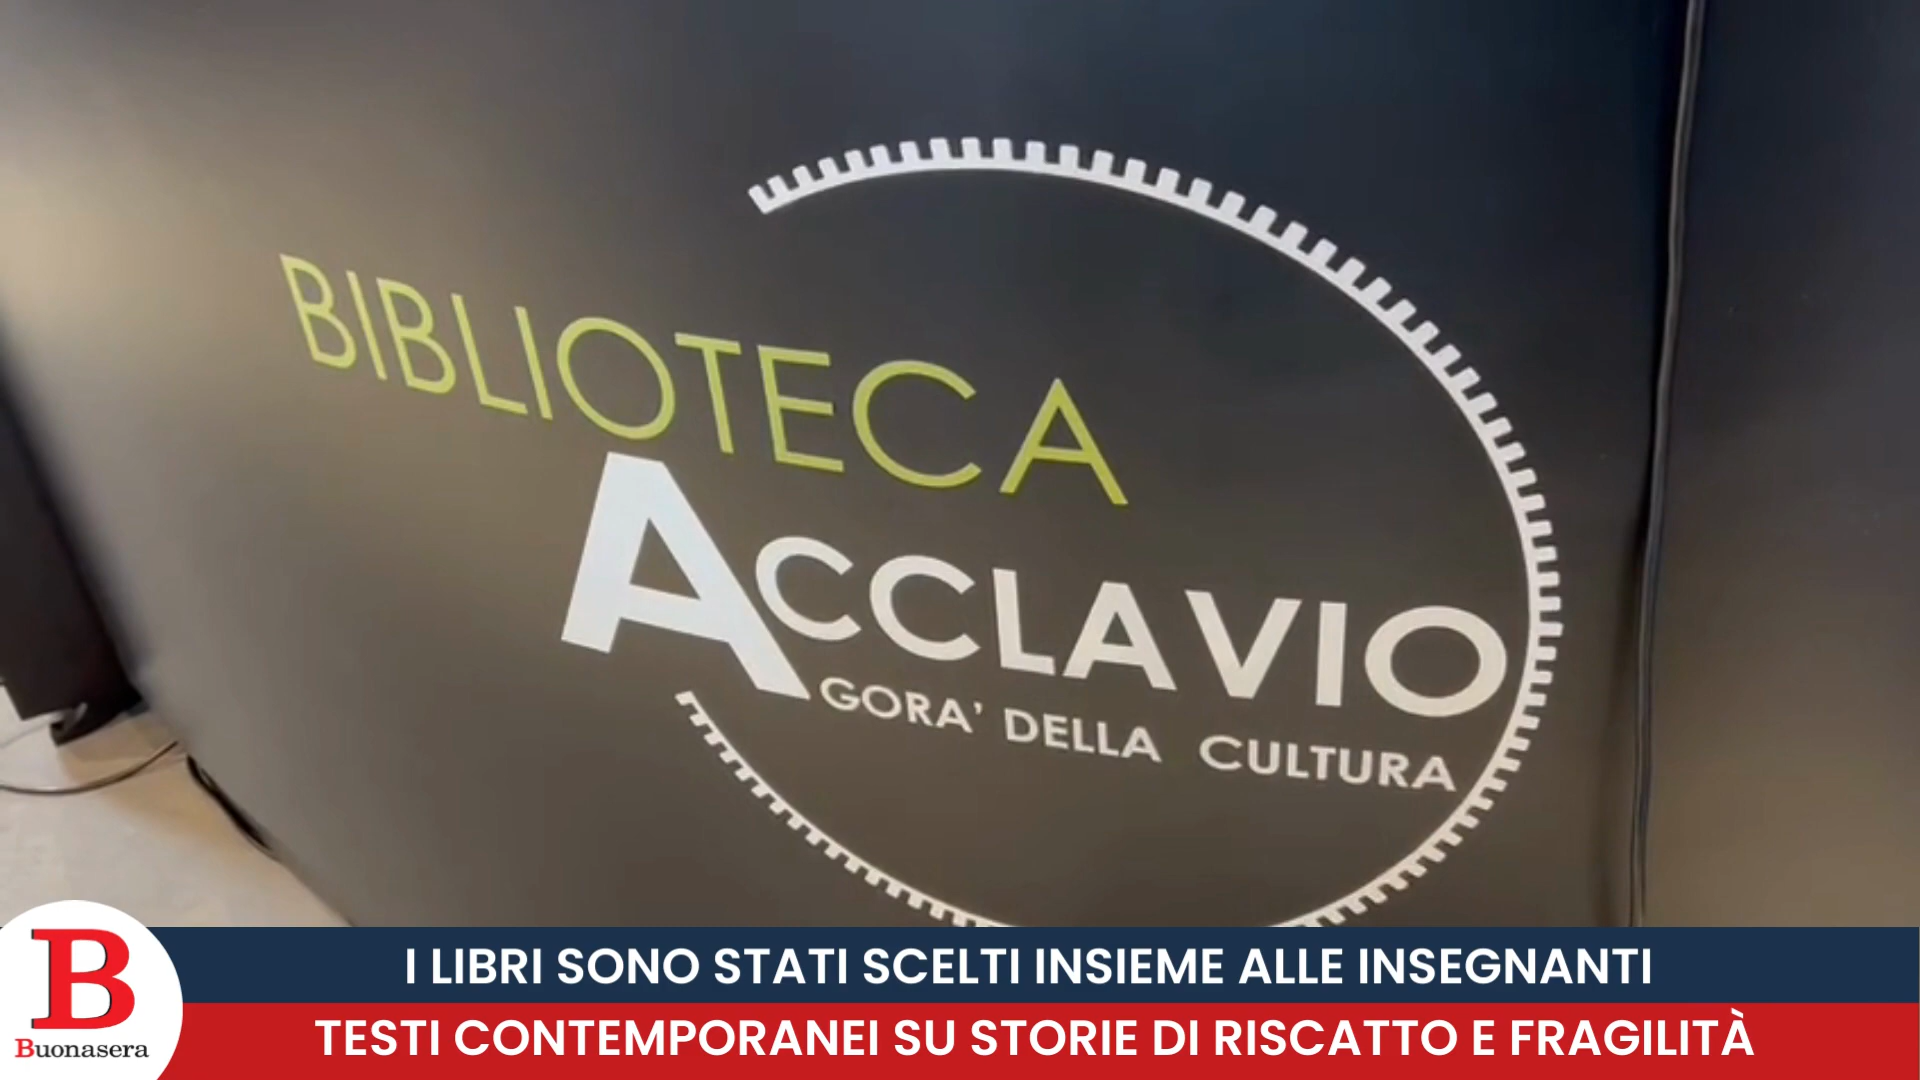 BIBLIOTECA
ACCLAVIO
AGORA' DELLA CULTURA
B
Buonasera
I LIBRI SONO STATI SCELTI INSIEME ALLE INSEGNANTI
TESTI CONTEMPORANEI SU STORIE DI RISCATTO E FRAGILITÀ